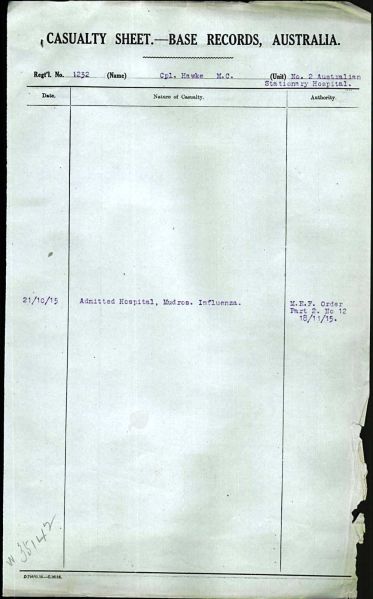 CASUALTY SHEET.—BASE RECORDS, AUSTRALIA.
Regt'l. No. 1232 (Name) Cpl. Hawke M.C. (Unit) No. 2 Australian
Stationary Hospital.
Date. Nature of Casualty. Authority.
21/10/15 Admitted Hospital, Mudros. Influenza. M.E.F. Order
Part 2. No 12
18/11/15.
W 35142